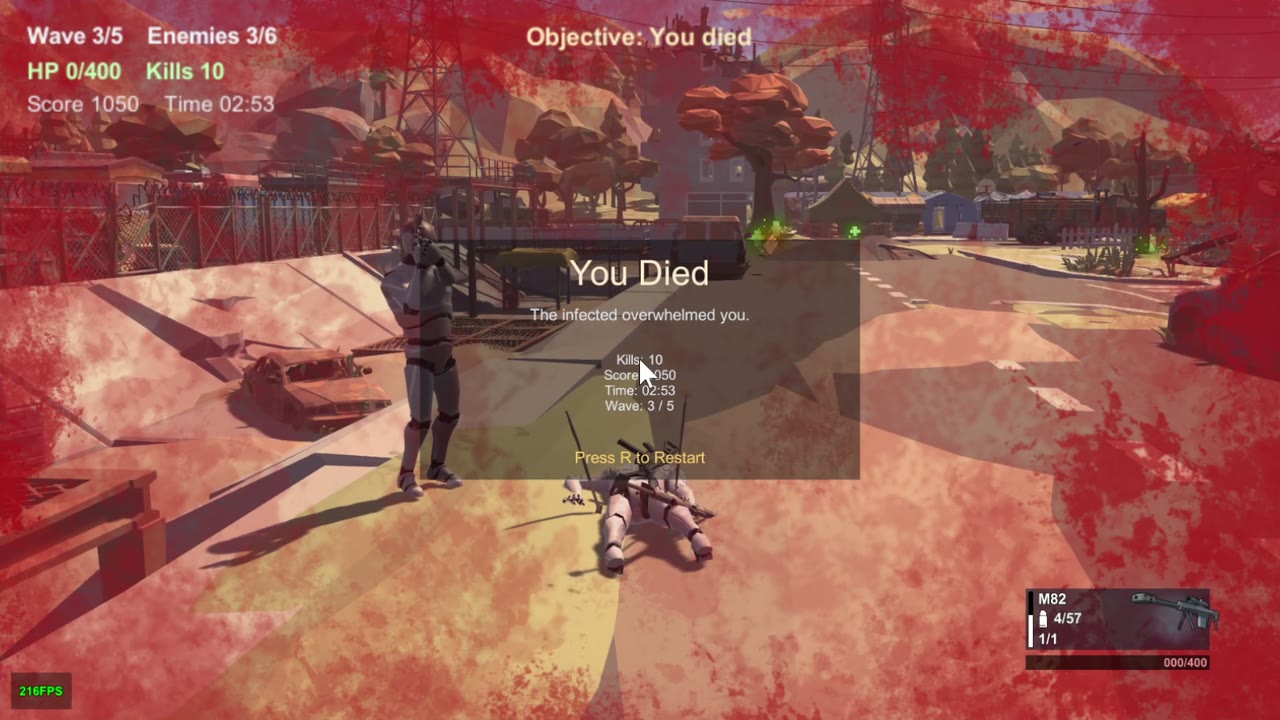 Wave 3/5 Enemies 3/6
HP 0/400 Kills 10
Score 1050 Time 02:53
Objective: You died
You Died
The infected overwhelmed you.
Kills: 10
Score: 1050
Time: 02:53
Wave: 3 / 5
Press R to Restart
M82
4/57
1/1
000/400
216FPS